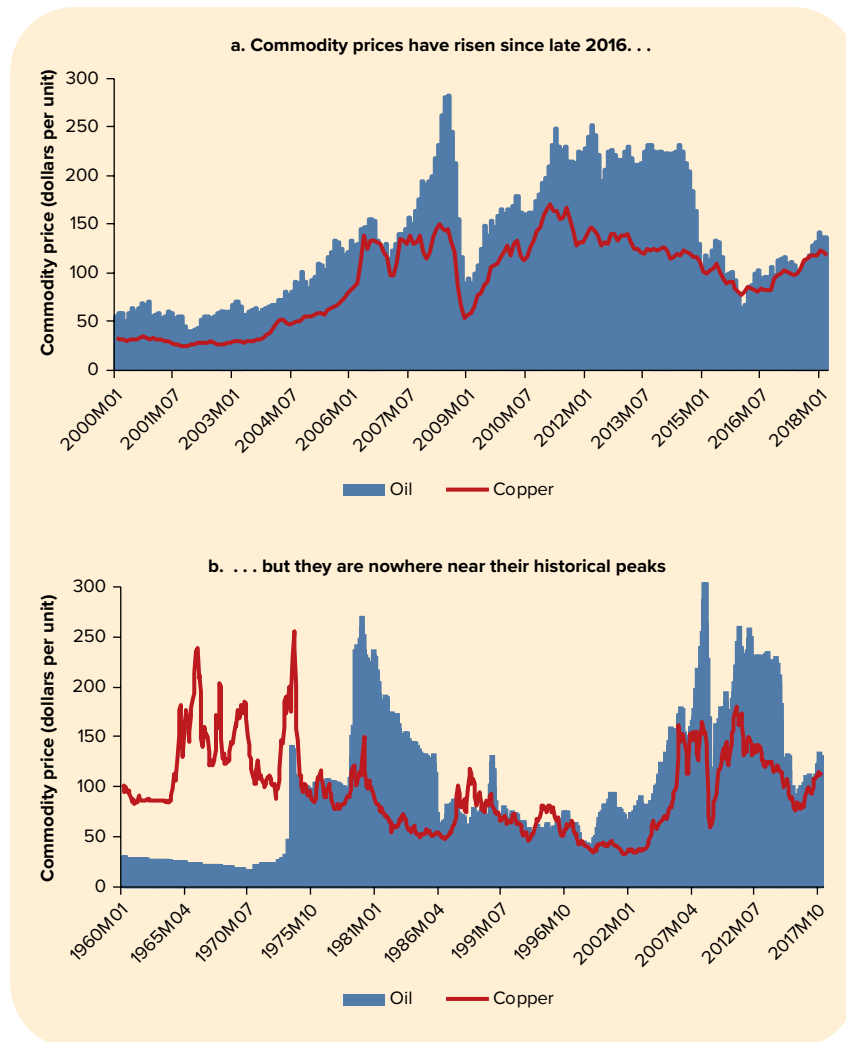 a. Commodity prices have risen since late 2016. . .
Commodity price (dollars per unit)
300
250
200
150
100
50
0
2000M01
2001M07
2003M01
2004M07
2006M01
2007M07
2009M01
2010M07
2012M01
2013M07
2015M01
2016M07
2018M01
Oil
Copper
b. . . . but they are nowhere near their historical peaks
Commodity price (dollars per unit)
300
250
200
150
100
50
0
1960M01
1965M04
1970M07
1975M10
1981M01
1986M04
1991M07
1996M10
2002M01
2007M04
2012M07
2017M10
Oil
Copper